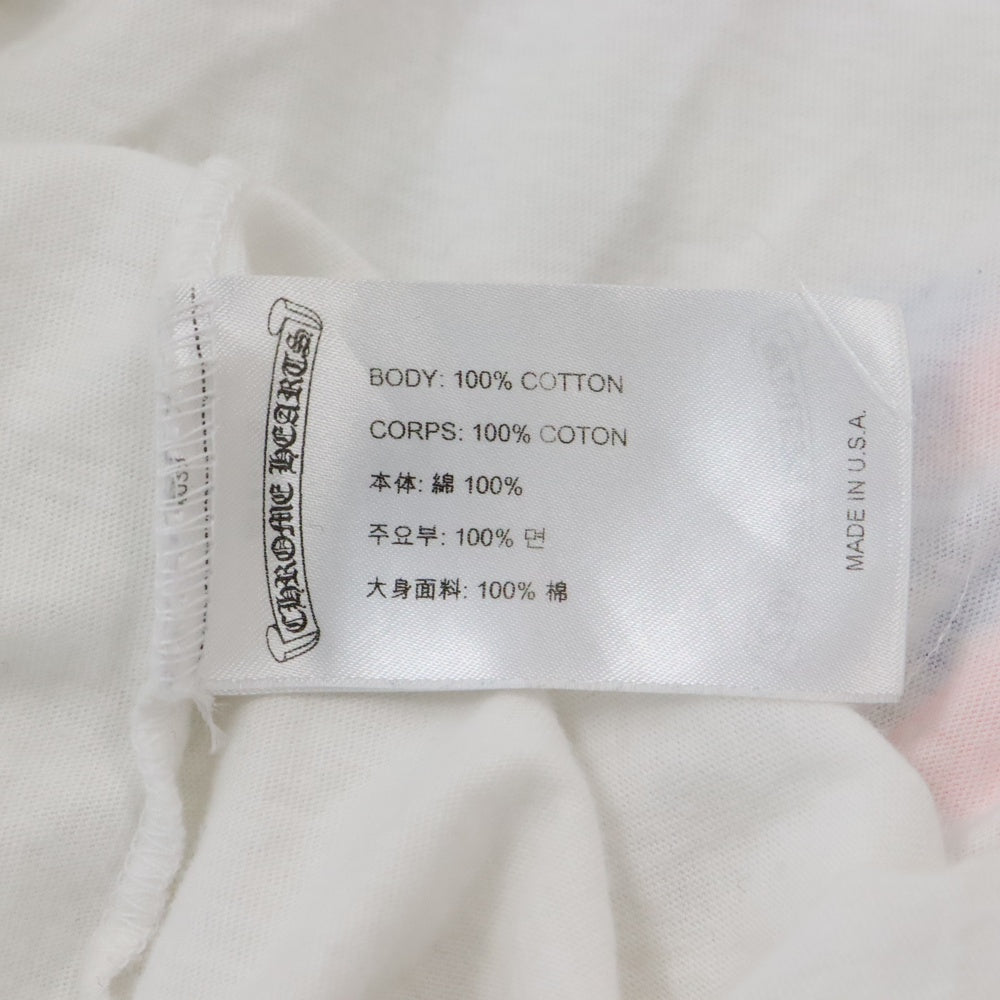 CHROME HEARTS
BODY: 100% COTTON
CORPS: 100% COTON
本体: 綿 100%
주요부: 100% 면
大身面料: 100% 棉
MADE IN U.S.A.